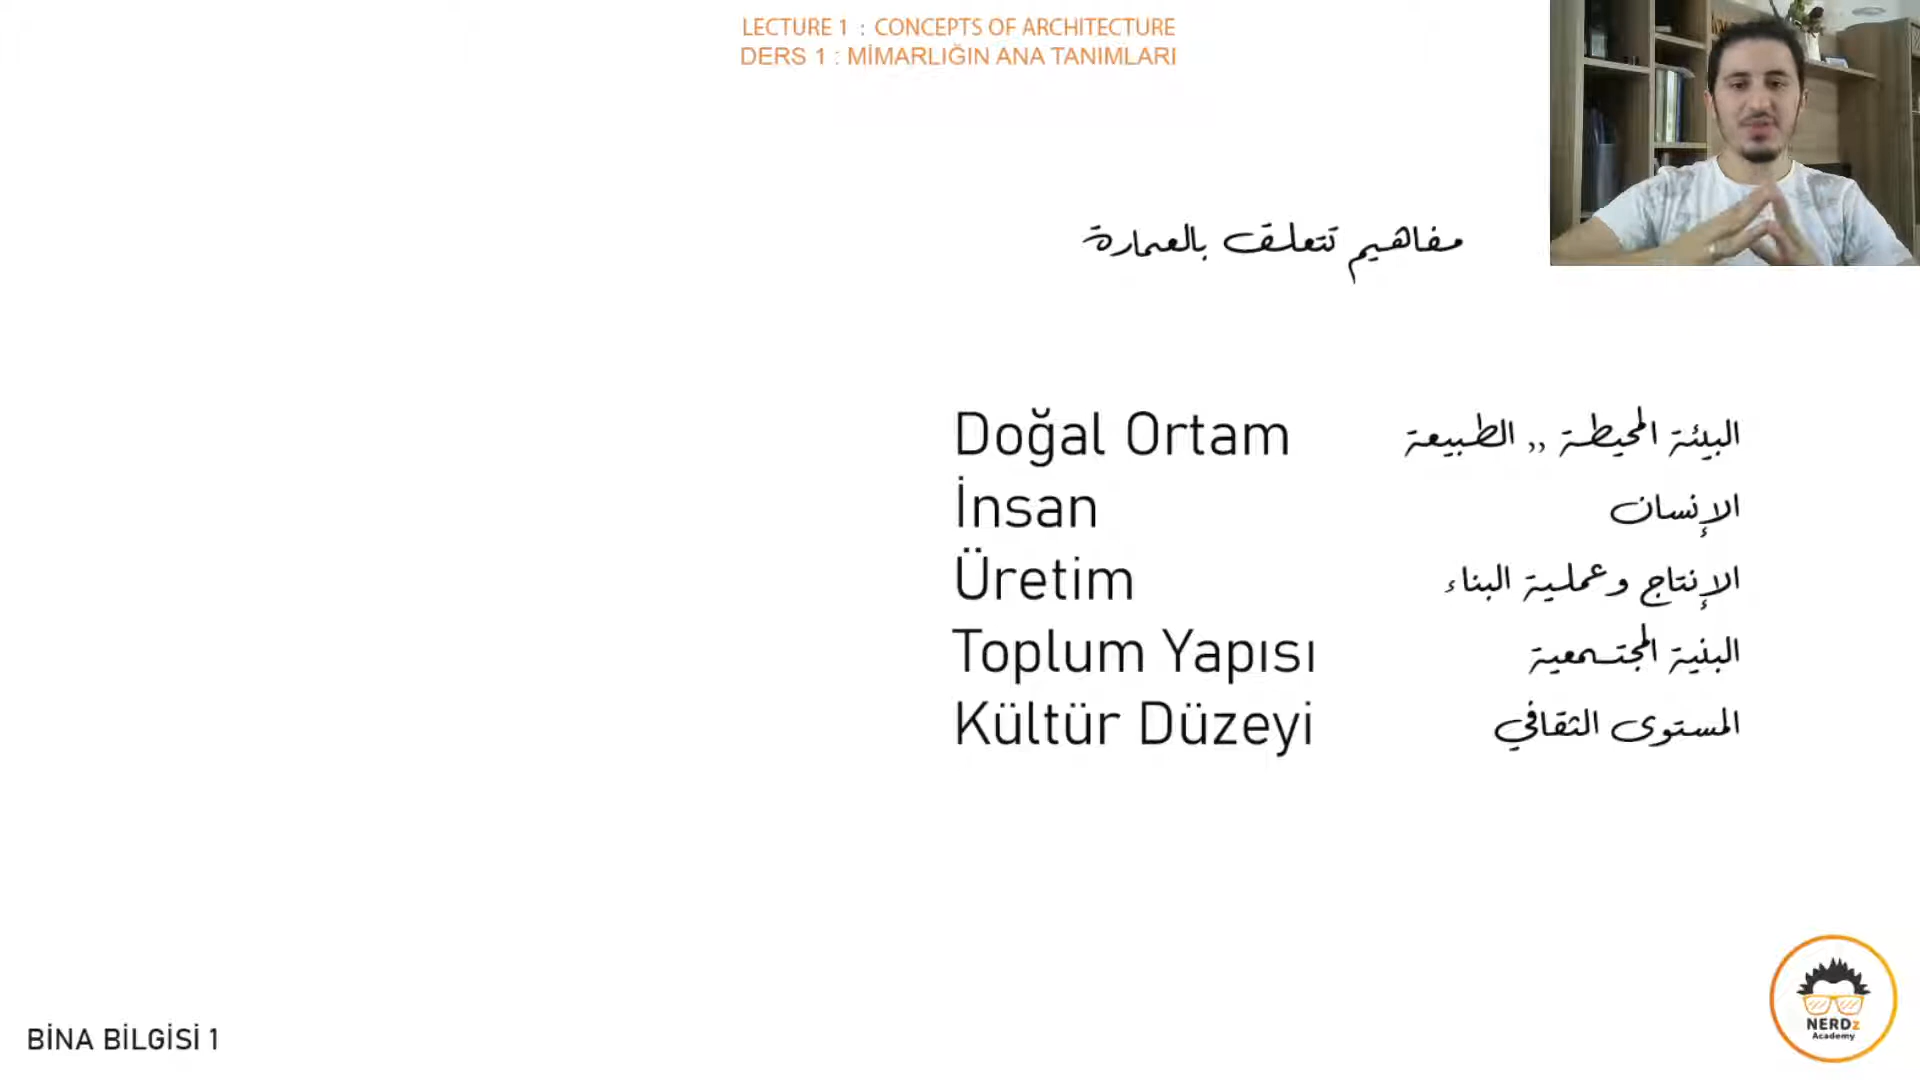 LECTURE 1 : CONCEPTS OF ARCHITECTURE
DERS 1 : MİMARLIĞIN ANA TANIMLARI
مفاهيم تتعلق بالعمارة
Doğal Ortam البيئة المحيطة ,, الطبيعة
İnsan الإنسان
Üretim الإنتاج وعملية البناء
Toplum Yapısı البنية المجتمعية
Kültür Düzeyi المستوى الثقافي
BİNA BİLGİSİ 1
NERDz
Academy